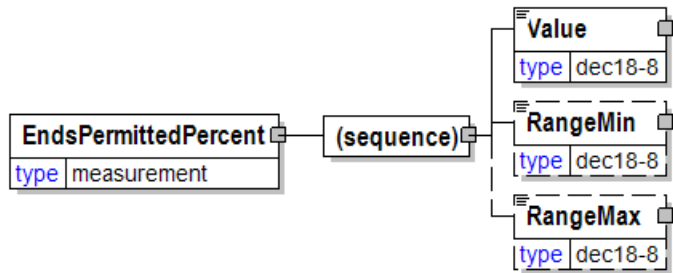 Value
type dec18-8
EndsPermittedPercent
type measurement
(sequence)
RangeMin
type dec18-8
RangeMax
type dec18-8